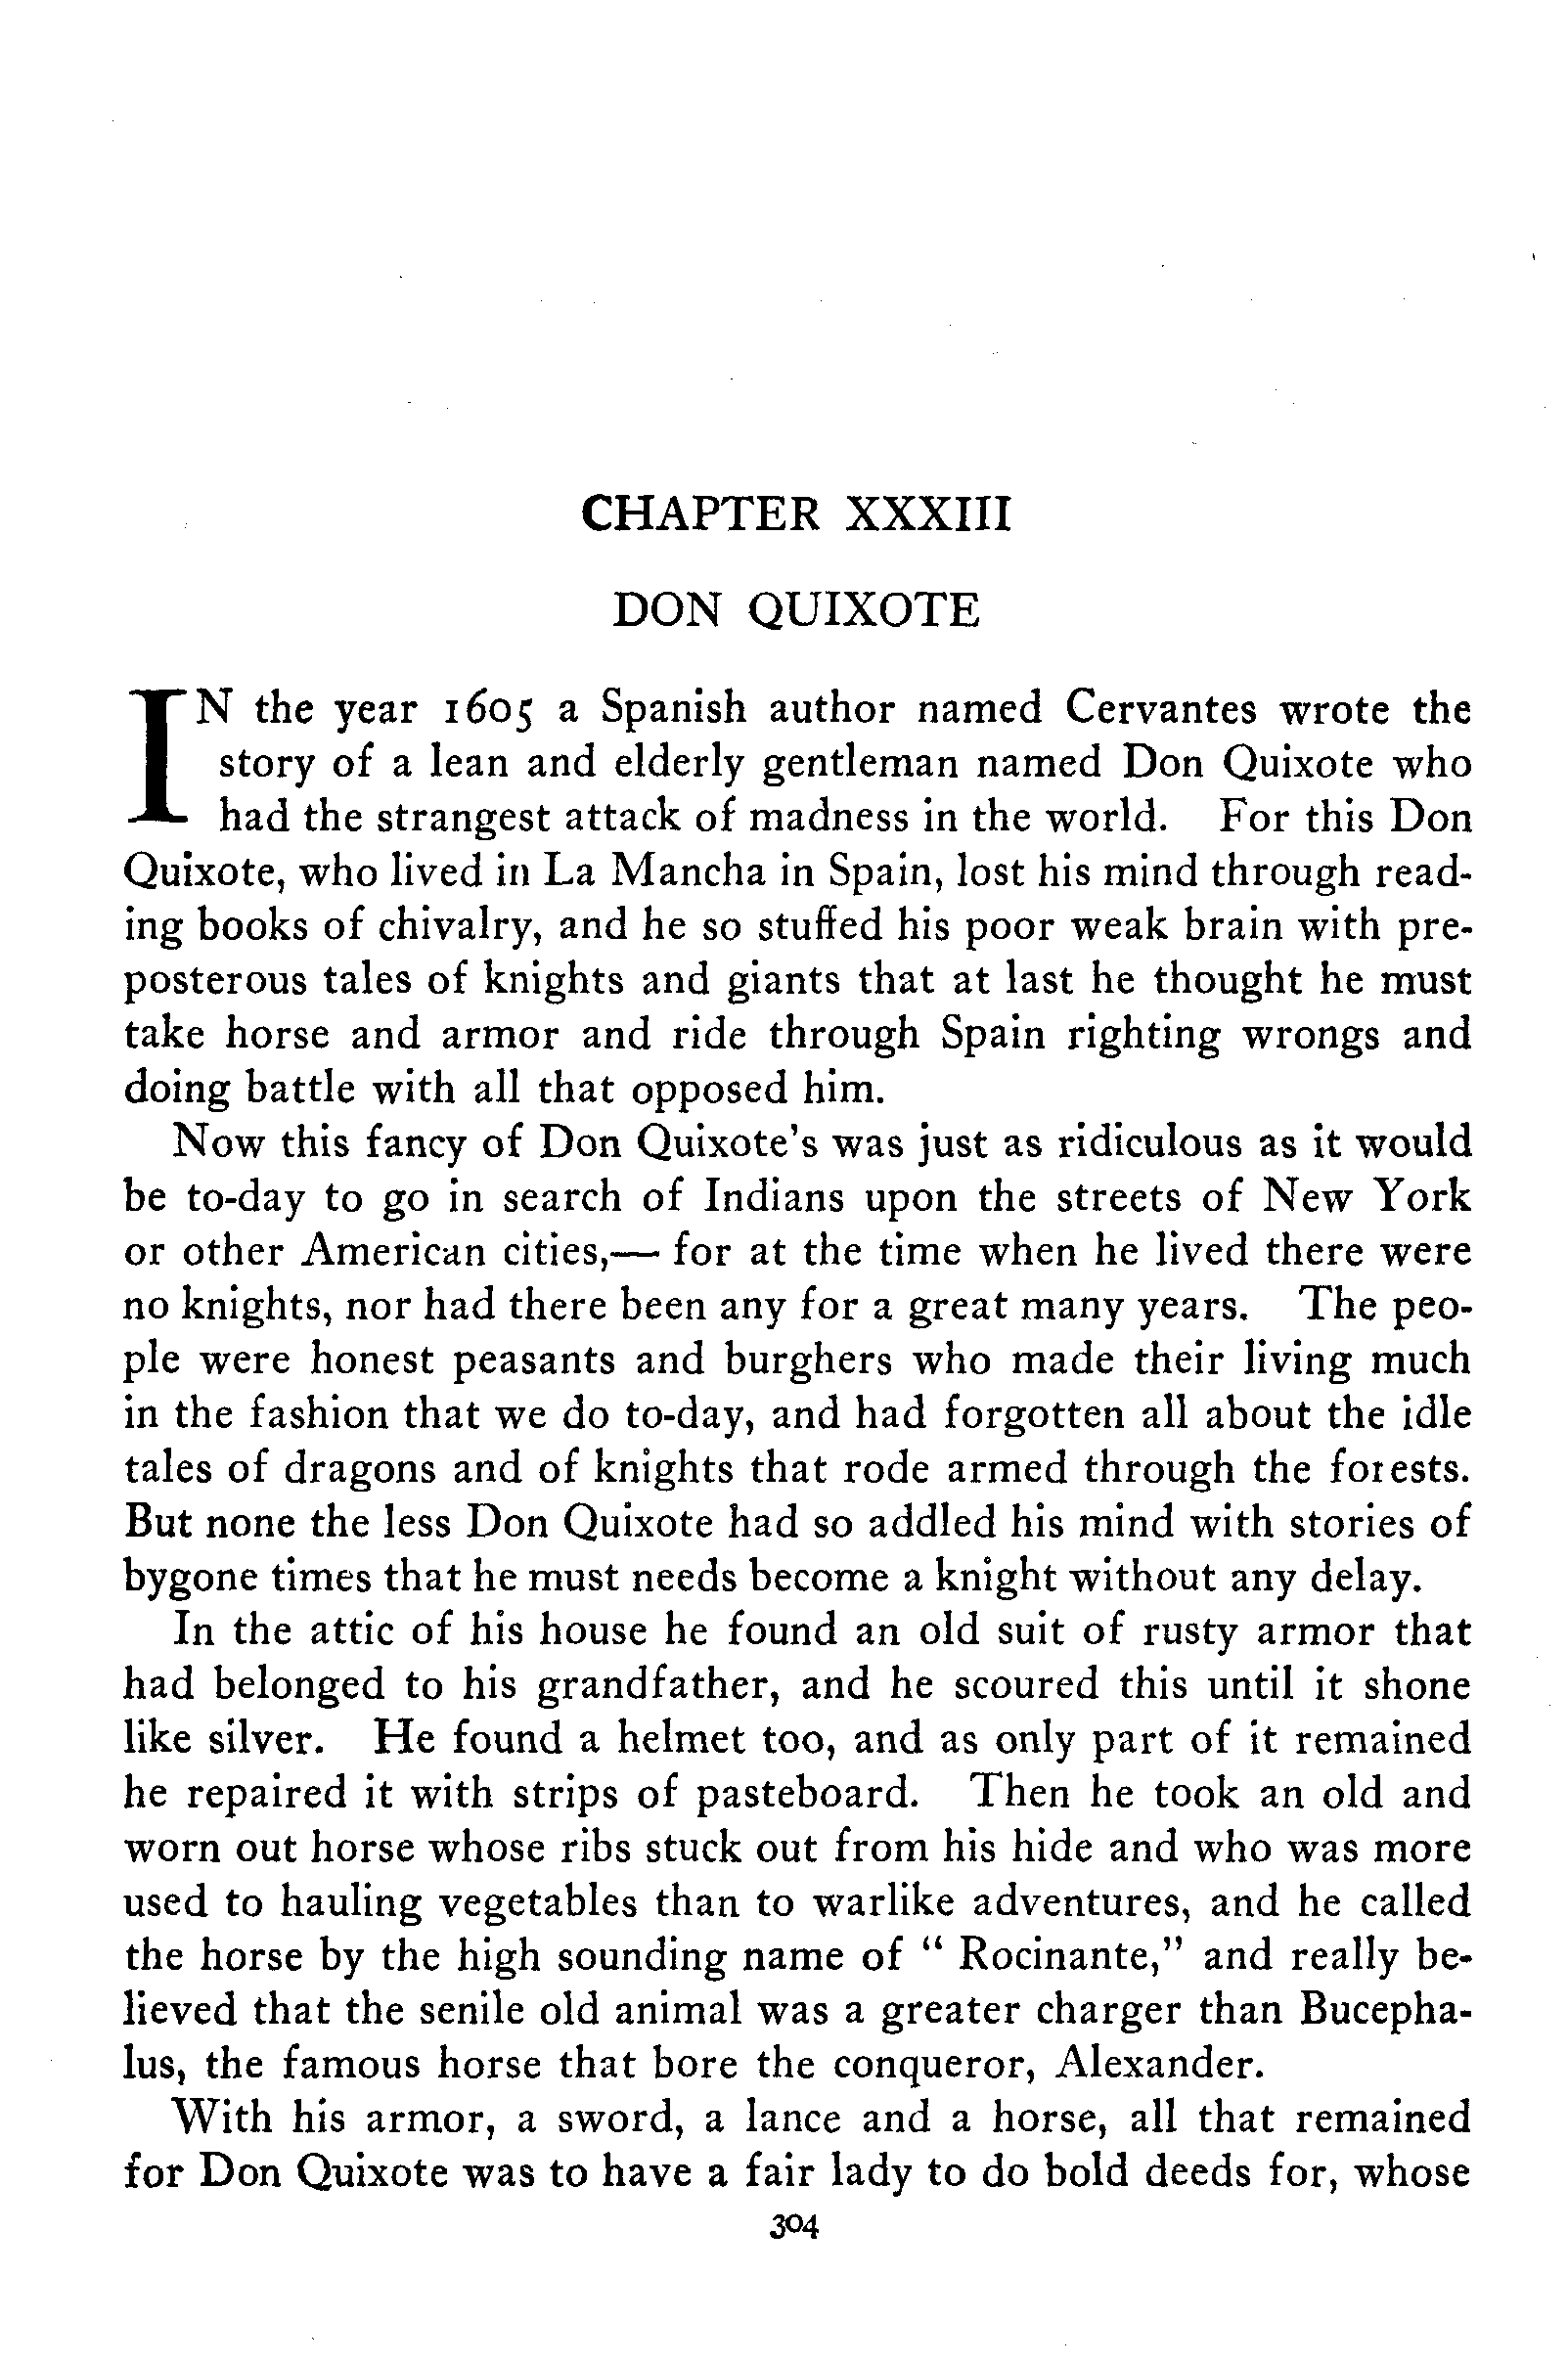 CHAPTER XXXIII
DON QUIXOTE
IN the year 1605 a Spanish author named Cervantes wrote the
story of a lean and elderly gentleman named Don Quixote who
had the strangest attack of madness in the world. For this Don
Quixote, who lived in La Mancha in Spain, lost his mind through read-
ing books of chivalry, and he so stuffed his poor weak brain with pre-
posterous tales of knights and giants that at last he thought he must
take horse and armor and ride through Spain righting wrongs and
doing battle with all that opposed him.
Now this fancy of Don Quixote's was just as ridiculous as it would
be to-day to go in search of Indians upon the streets of New York
or other American cities,— for at the time when he lived there were
no knights, nor had there been any for a great many years. The peo-
ple were honest peasants and burghers who made their living much
in the fashion that we do to-day, and had forgotten all about the idle
tales of dragons and of knights that rode armed through the forests.
But none the less Don Quixote had so addled his mind with stories of
bygone times that he must needs become a knight without any delay.
In the attic of his house he found an old suit of rusty armor that
had belonged to his grandfather, and he scoured this until it shone
like silver. He found a helmet too, and as only part of it remained
he repaired it with strips of pasteboard. Then he took an old and
worn out horse whose ribs stuck out from his hide and who was more
used to hauling vegetables than to warlike adventures, and he called
the horse by the high sounding name of " Rocinante," and really be-
lieved that the senile old animal was a greater charger than Bucepha-
lus, the famous horse that bore the conqueror, Alexander.
With his armor, a sword, a lance and a horse, all that remained
for Don Quixote was to have a fair lady to do bold deeds for, whose
304